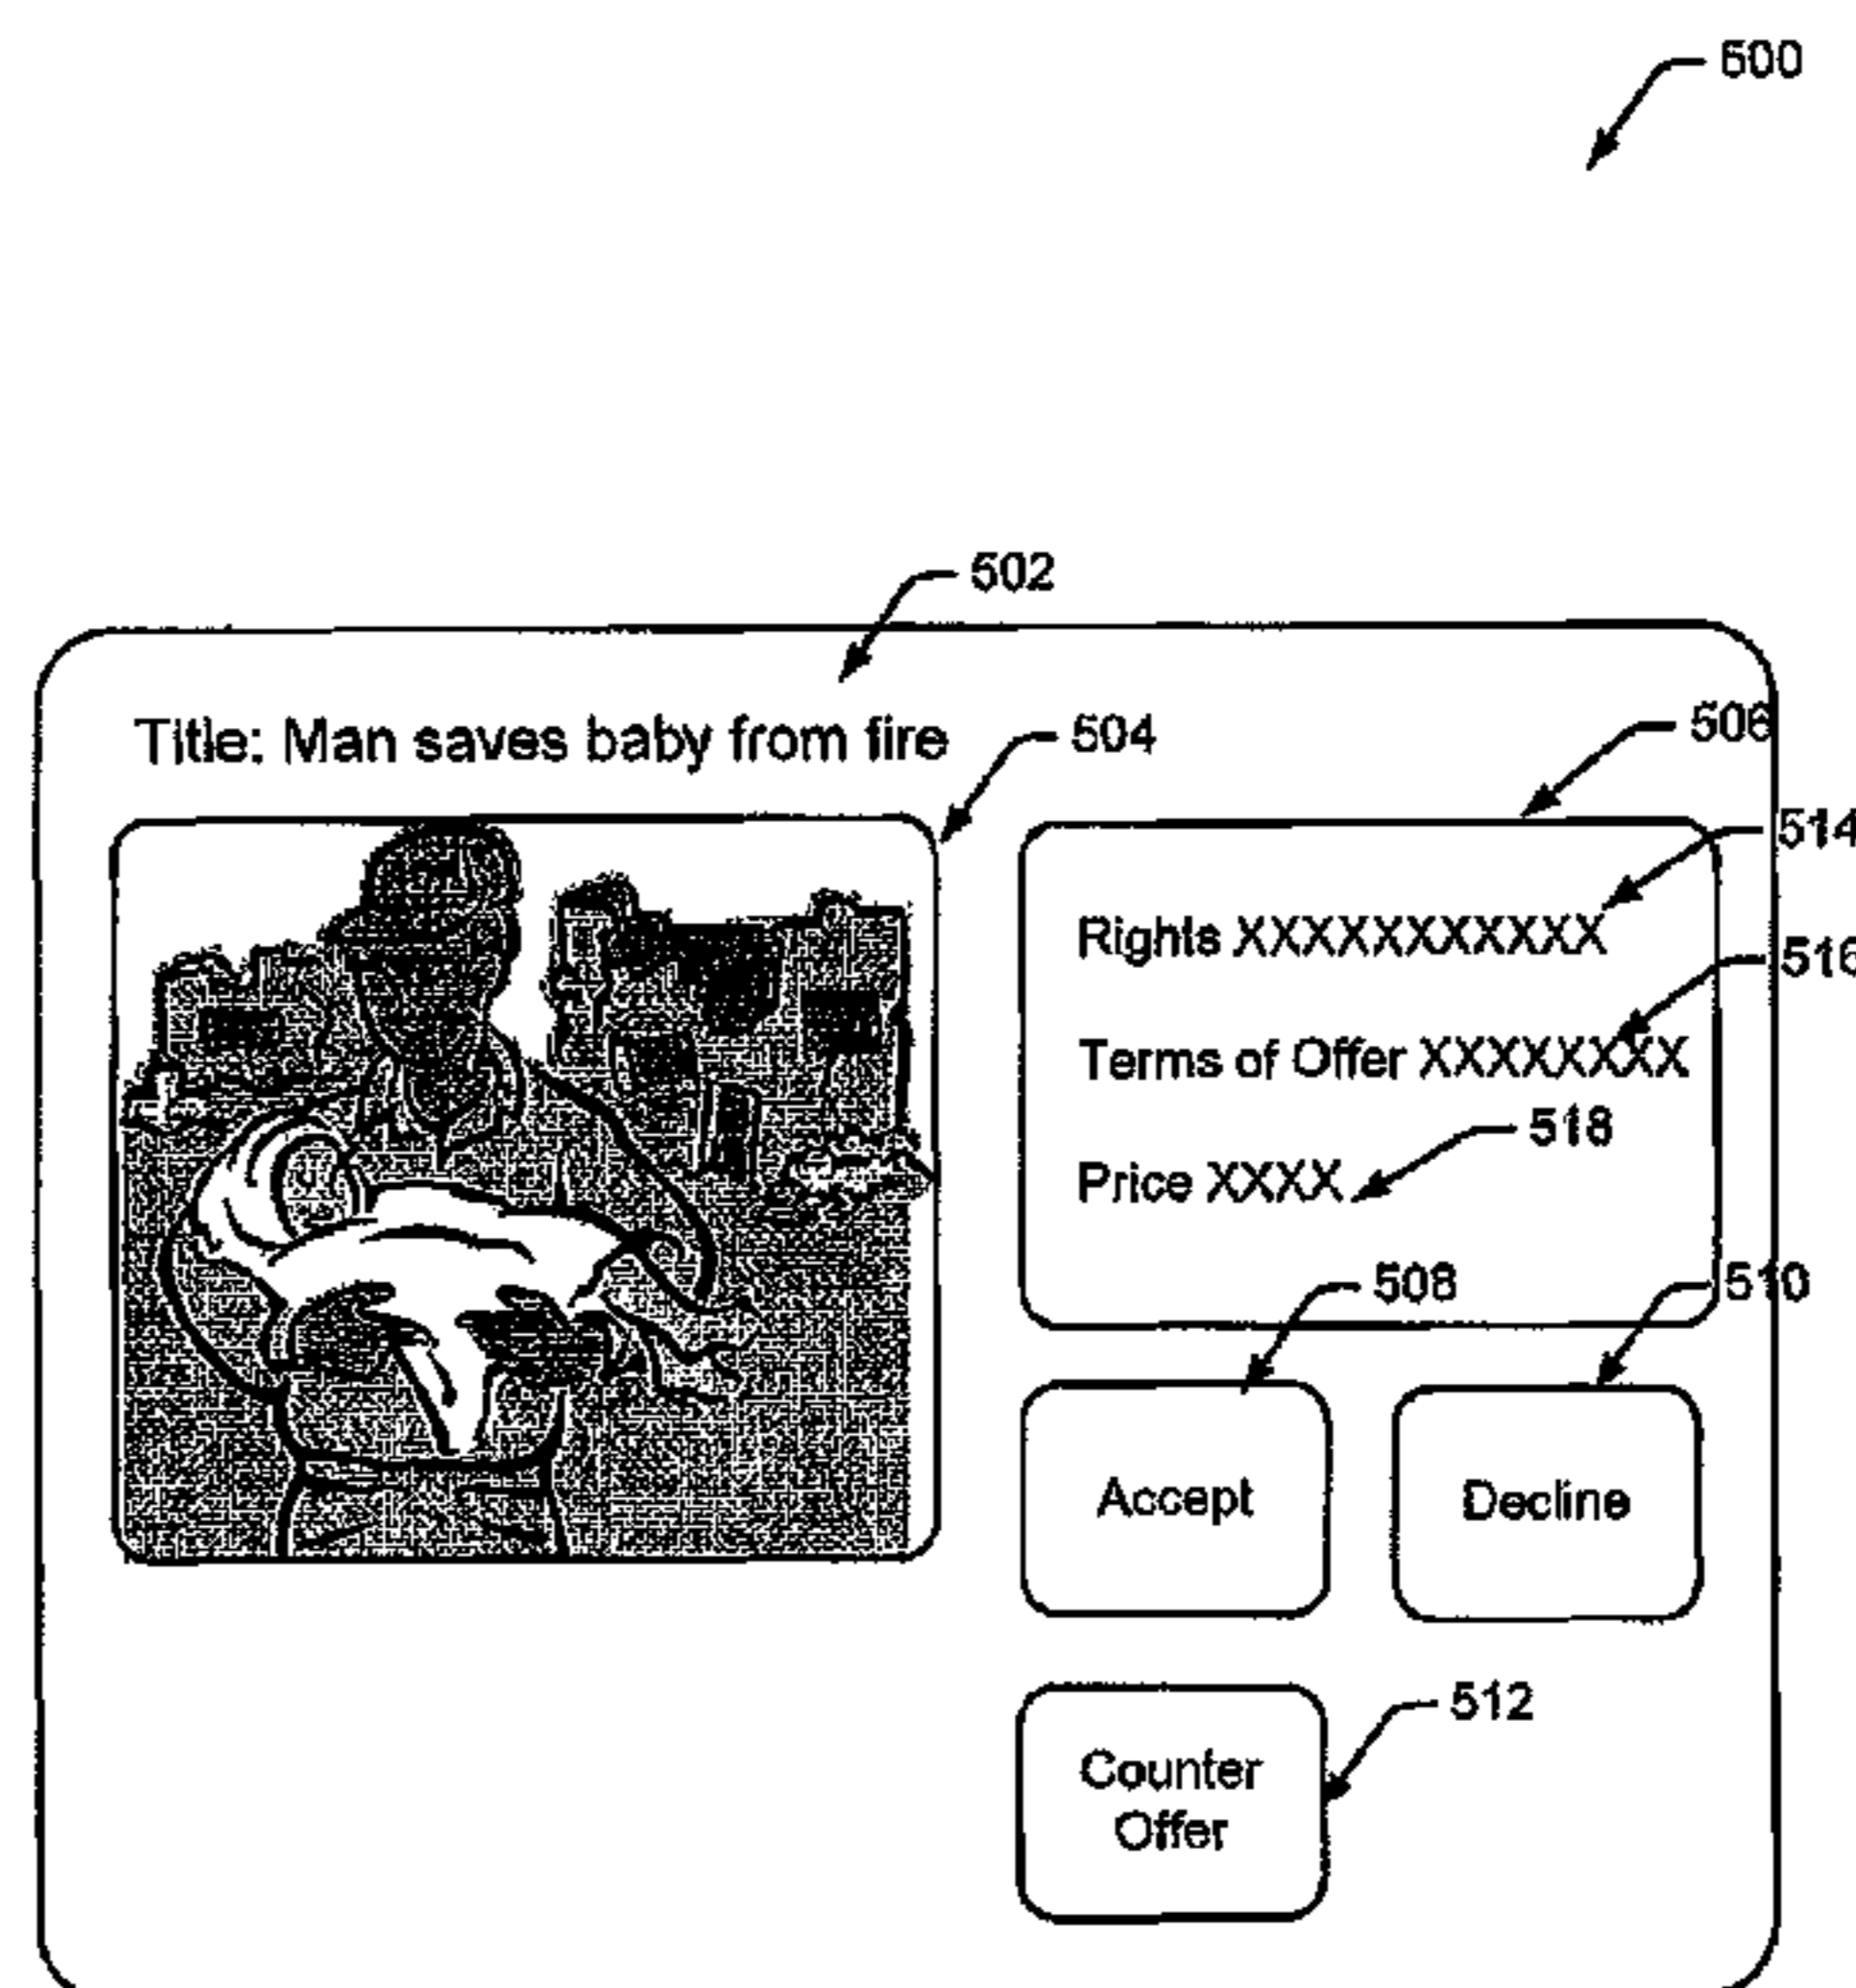 500
502
Title: Man saves baby from fire
504
506
514
Rights XXXXXXXXXXX
516
Terms of Offer XXXXXXXX
518
Price XXXX
508
510
Accept
Decline
512
Counter
Offer